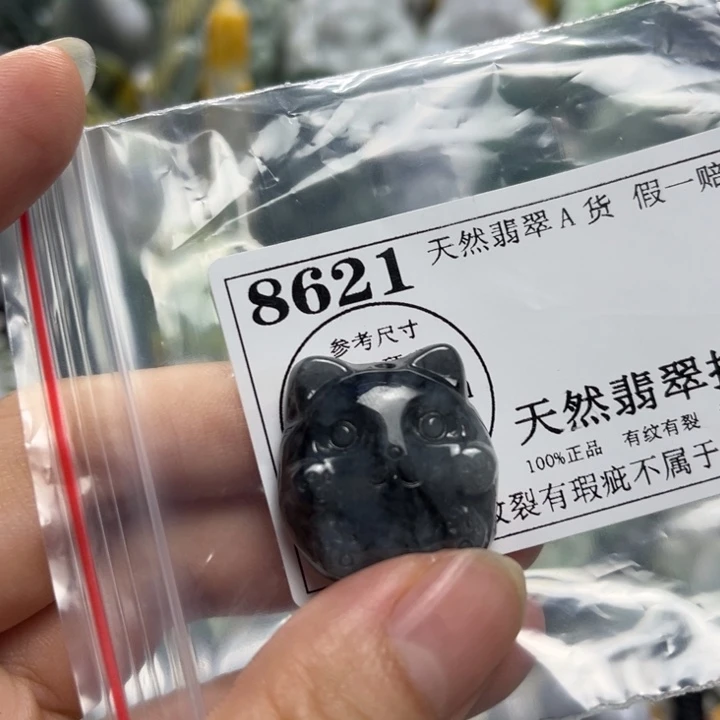 8621
天然翡翠A货 假一赔
参考尺寸
天然翡翠
100%正品 有纹有裂
裂有瑕疵不属于